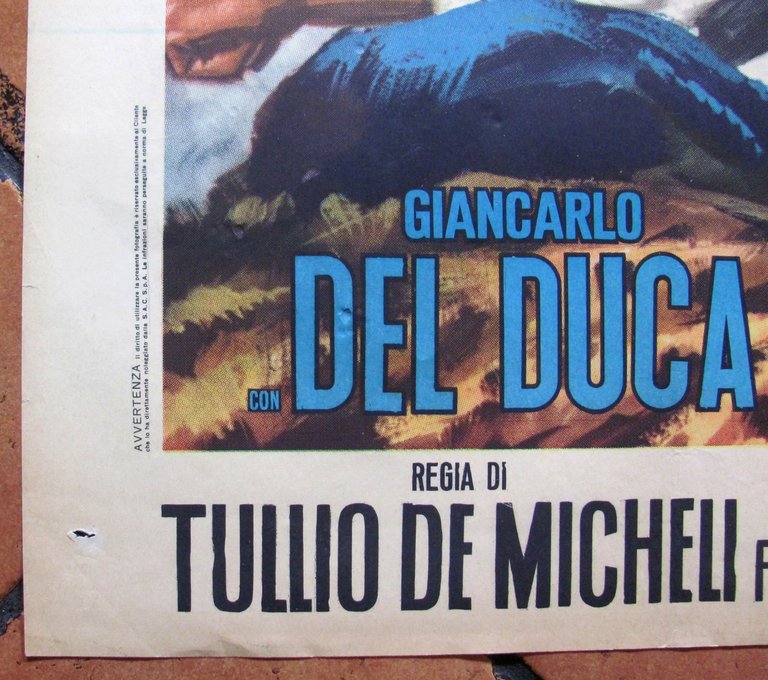 GIANCARLO
CON DEL DUCA
REGIA DI
TULLIO DE MICHELI
AVVERTENZA Il diritto di utilizzare la presente fotografia è riservato esclusivamente al Cliente
che lo ha direttamente noleggiato dalla S.A.C. S.p.A. Le infrazioni saranno perseguite a norma di Legge